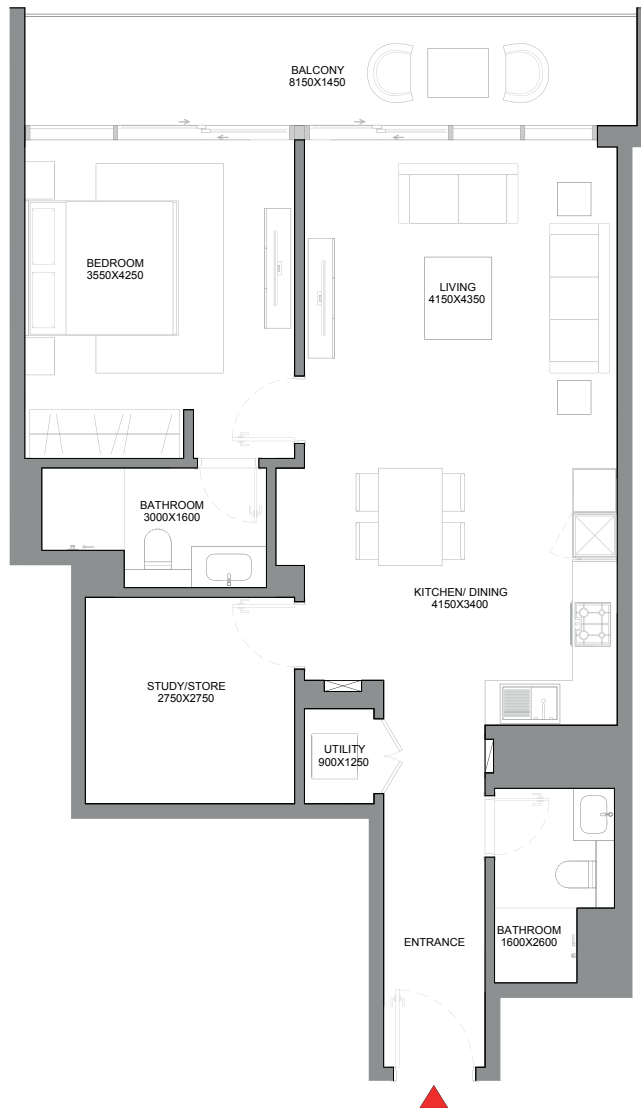 BALCONY
8150X1450
BEDROOM
3550X4250
LIVING
4150X4350
BATHROOM
3000X1600
KITCHEN/ DINING
4150X3400
STUDY/STORE
2750X2750
UTILITY
900X1250
BATHROOM
1600X2600
ENTRANCE